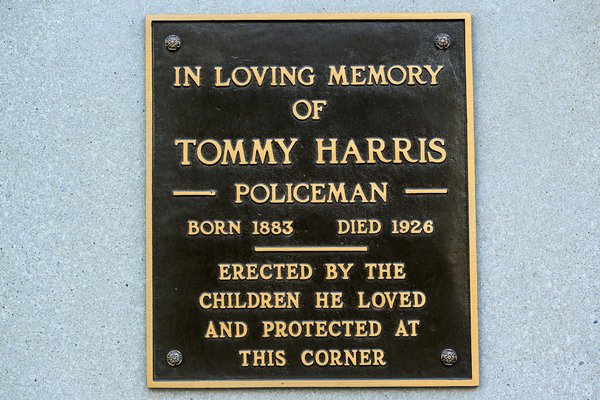 IN LOVING MEMORY
OF
TOMMY HARRIS
POLICEMAN
BORN 1883 DIED 1926
ERECTED BY THE
CHILDREN HE LOVED
AND PROTECTED AT
THIS CORNER